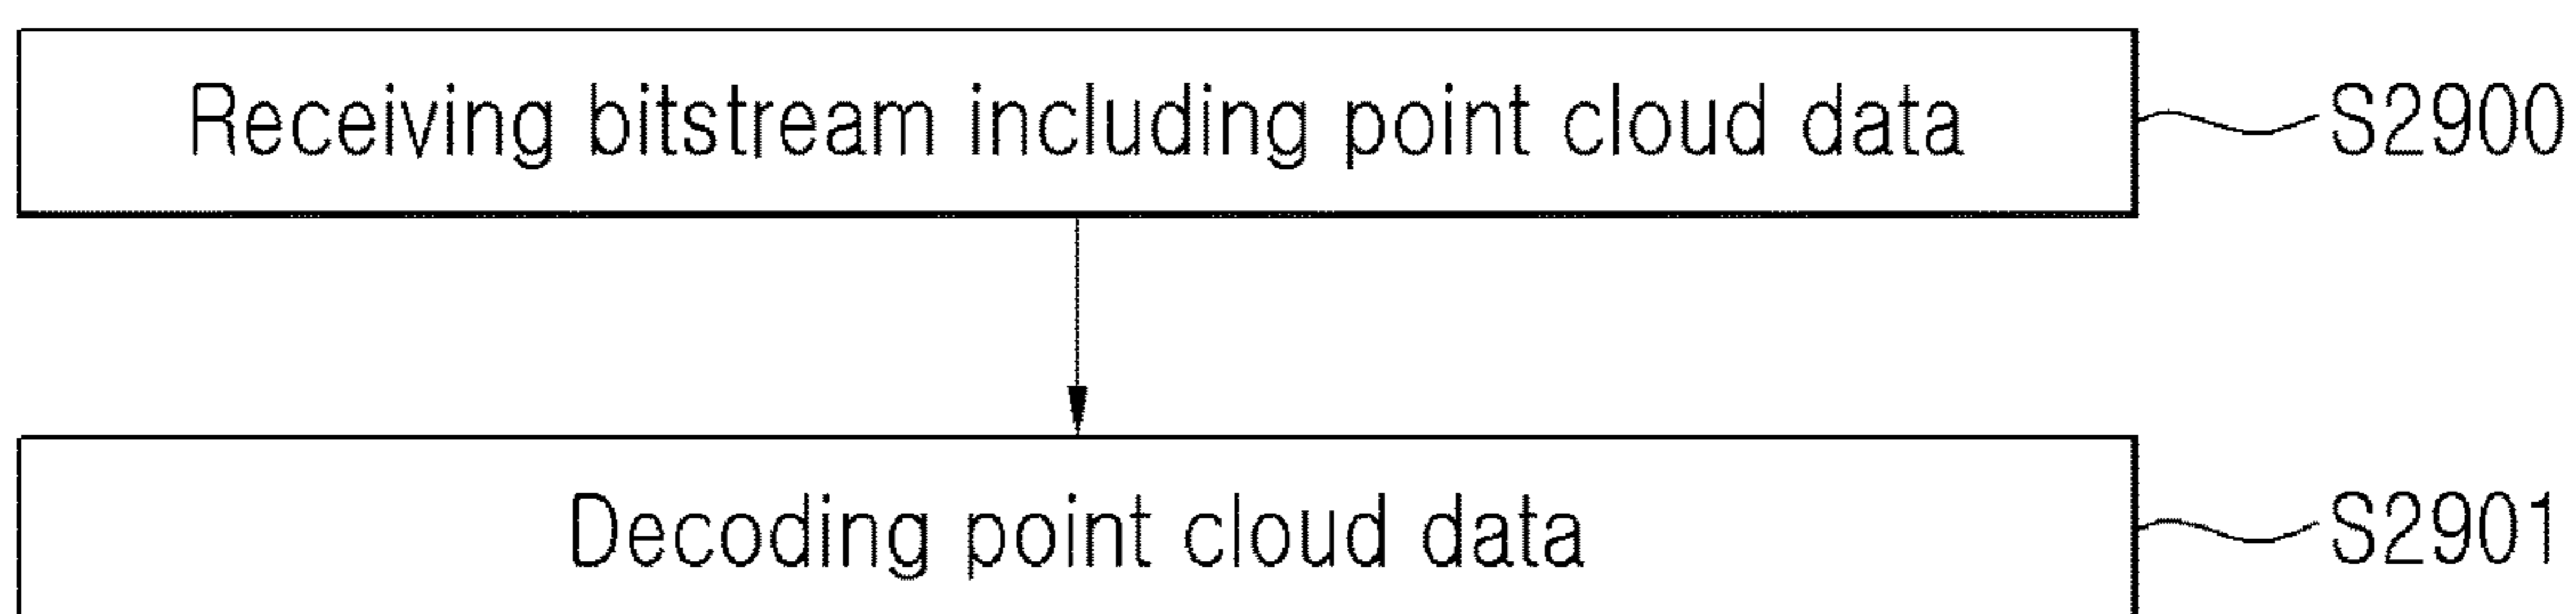 Receiving bitstream including point cloud data S2900
Decoding point cloud data S2901